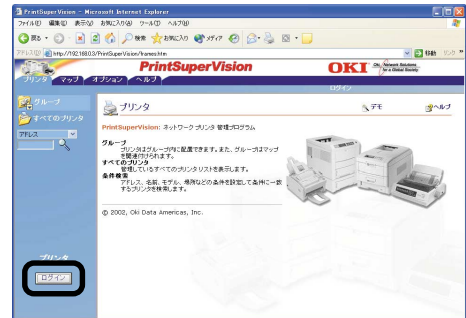 PrintSuperVision - Microsoft Internet Explorer
ファイル(F) 編集(E) 表示(V) お気に入り(A) ツール(T) ヘルプ(H)
戻る 検索 お気に入り メディア
アドレス(D) http://192.168.0.3/PrintSuperVision/frames.htm 移動 リンク »
PrintSuperVision OKI Network Solutions for a Global Society
プリンタ マップ オプション ヘルプ
ログイン
グループ
すべてのプリンタ
アドレス
プリンタ デモ ヘルプ
PrintSuperVision: ネットワーク プリンタ 管理プログラム
グループ
プリンタはグループ内に配置できます。また、グループはマップ
を関連付けられます。
すべてのプリンタ
管理しているすべてのプリンタリストを表示します。
条件検索
アドレス、名前、モデル、場所などの条件を設定して条件に一致
するプリンタを検索します。
© 2002, Oki Data Americas, Inc.
プリンタ
ログイン